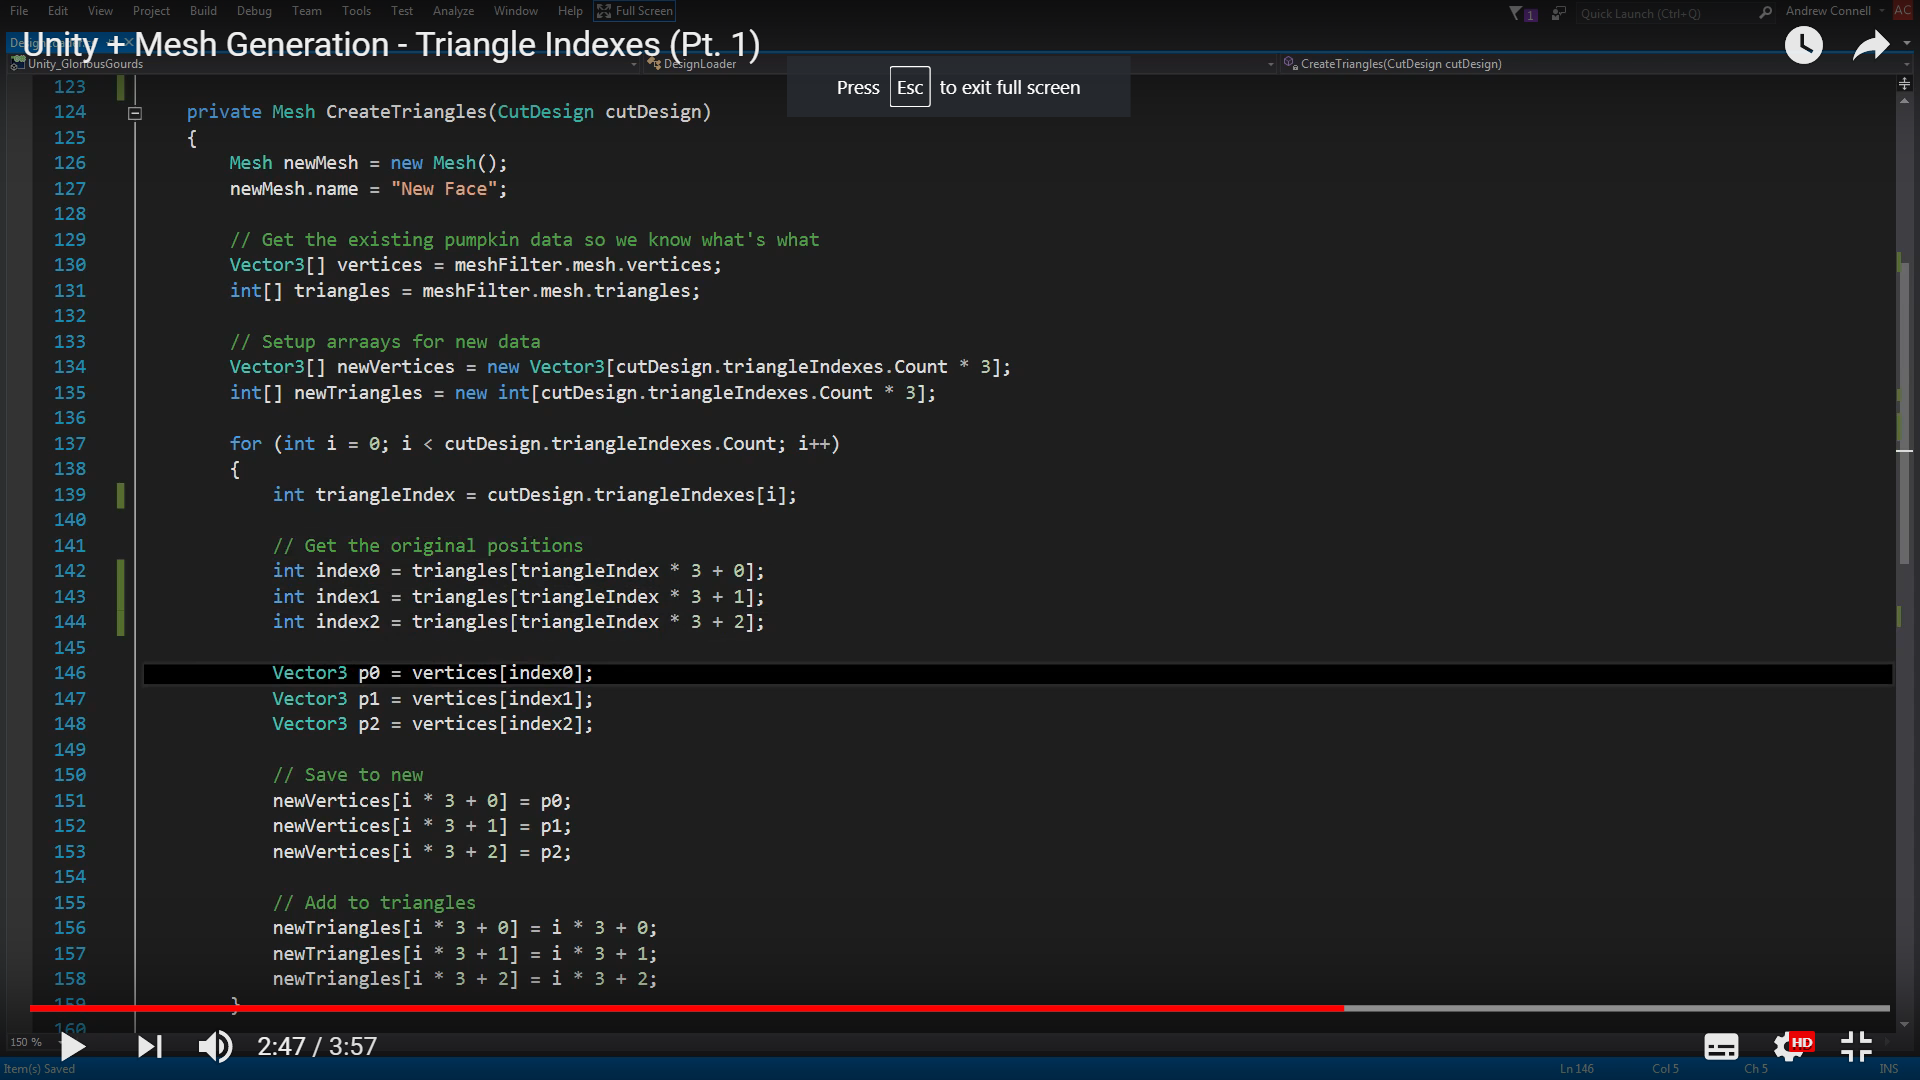 File Edit View Project Build Debug Team Tools Test Analyze Window Help Full Screen 1 Quick Launch (Ctrl+Q) Andrew Connell AC
Unity + Mesh Generation - Triangle Indexes (Pt. 1)
Unity_GloriousGourds DesignLoader CreateTriangles(CutDesign cutDesign)
Press Esc to exit full screen
123
124 private Mesh CreateTriangles(CutDesign cutDesign)
125 {
126 Mesh newMesh = new Mesh();
127 newMesh.name = "New Face";
128
129 // Get the existing pumpkin data so we know what's what
130 Vector3[] vertices = meshFilter.mesh.vertices;
131 int[] triangles = meshFilter.mesh.triangles;
132
133 // Setup arraays for new data
134 Vector3[] newVertices = new Vector3[cutDesign.triangleIndexes.Count * 3];
135 int[] newTriangles = new int[cutDesign.triangleIndexes.Count * 3];
136
137 for (int i = 0; i < cutDesign.triangleIndexes.Count; i++)
138 {
139 int triangleIndex = cutDesign.triangleIndexes[i];
140
141 // Get the original positions
142 int index0 = triangles[triangleIndex * 3 + 0];
143 int index1 = triangles[triangleIndex * 3 + 1];
144 int index2 = triangles[triangleIndex * 3 + 2];
145
146 Vector3 p0 = vertices[index0];
147 Vector3 p1 = vertices[index1];
148 Vector3 p2 = vertices[index2];
149
150 // Save to new
151 newVertices[i * 3 + 0] = p0;
152 newVertices[i * 3 + 1] = p1;
153 newVertices[i * 3 + 2] = p2;
154
155 // Add to triangles
156 newTriangles[i * 3 + 0] = i * 3 + 0;
157 newTriangles[i * 3 + 1] = i * 3 + 1;
158 newTriangles[i * 3 + 2] = i * 3 + 2;
159 }
160
150 %
2:47 / 3:57 HD
Item(s) Saved Ln 146 Col 5 Ch 5 INS